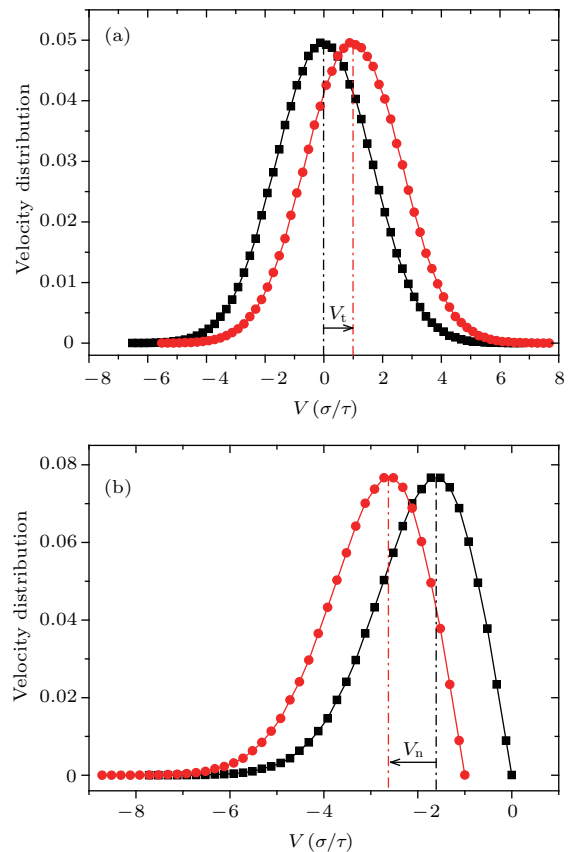 (a)
0.05
0.04
0.03
0.02
0.01
0
Velocity distribution
Vt
−8 −6 −4 −2 0 2 4 6 8
V (σ/τ)
(b)
0.08
0.06
0.04
0.02
0
Velocity distribution
Vn
−8 −6 −4 −2 0
V (σ/τ)